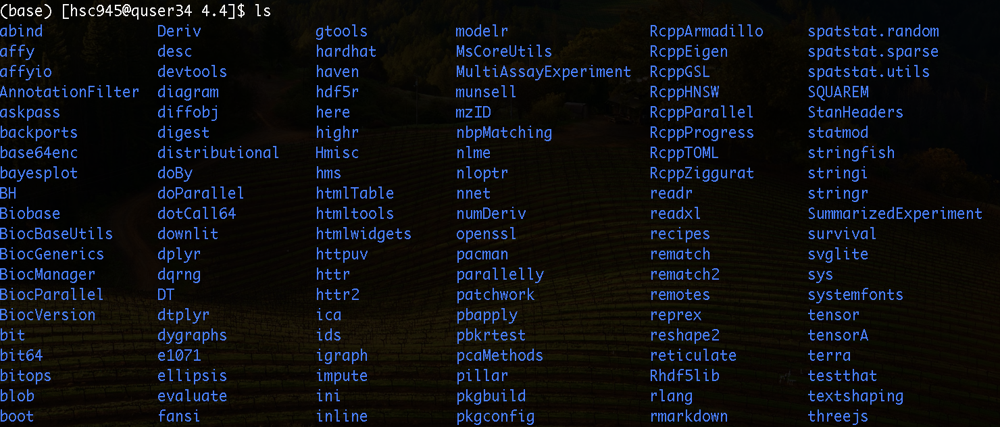 (base) [hsc945@quser34 4.4]$ ls
abind Deriv gtools modelr RcppArmadillo spatstat.random
affy desc hardhat MsCoreUtils RcppEigen spatstat.sparse
affyio devtools haven MultiAssayExperiment RcppGSL spatstat.utils
AnnotationFilter diagram hdf5r munsell RcppHNSW SQUAREM
askpass diffobj here mzID RcppParallel StanHeaders
backports digest highr nbpMatching RcppProgress statmod
base64enc distributional Hmisc nlme RcppTOML stringfish
bayesplot doBy hms nloptr RcppZiggurat stringi
BH doParallel htmlTable nnet readr stringr
Biobase dotCall64 htmltools numDeriv readxl SummarizedExperiment
BiocBaseUtils downlit htmlwidgets openssl recipes survival
BiocGenerics dplyr httpuv pacman rematch svglite
BiocManager dqrng httr parallelly rematch2 sys
BiocParallel DT httr2 patchwork remotes systemfonts
BiocVersion dtplyr ica pbapply reprex tensor
bit dygraphs ids pbkrtest reshape2 tensorA
bit64 e1071 igraph pcaMethods reticulate terra
bitops ellipsis impute pillar Rhdf5lib testthat
blob evaluate ini pkgbuild rlang textshaping
boot fansi inline pkgconfig rmarkdown threejs